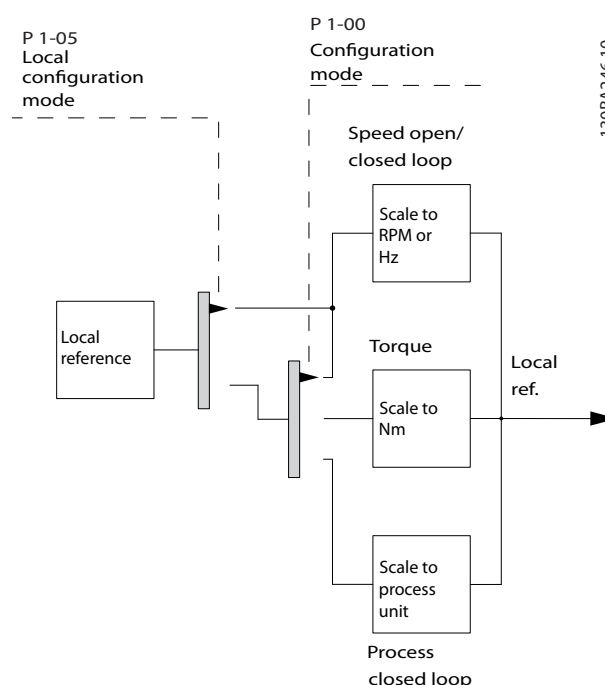 P 1-05
Local
configuration
mode
P 1-00
Configuration
mode
Speed open/
closed loop
Scale to
RPM or
Hz
Local
reference
Torque
Scale to
Nm
Local
ref.
Scale to
process
unit
Process
closed loop